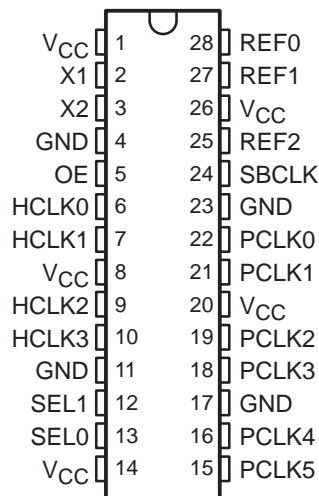 VCC 1 28 REF0
X1 2 27 REF1
X2 3 26 VCC
GND 4 25 REF2
OE 5 24 SBCLK
HCLK0 6 23 GND
HCLK1 7 22 PCLK0
VCC 8 21 PCLK1
HCLK2 9 20 VCC
HCLK3 10 19 PCLK2
GND 11 18 PCLK3
SEL1 12 17 GND
SEL0 13 16 PCLK4
VCC 14 15 PCLK5